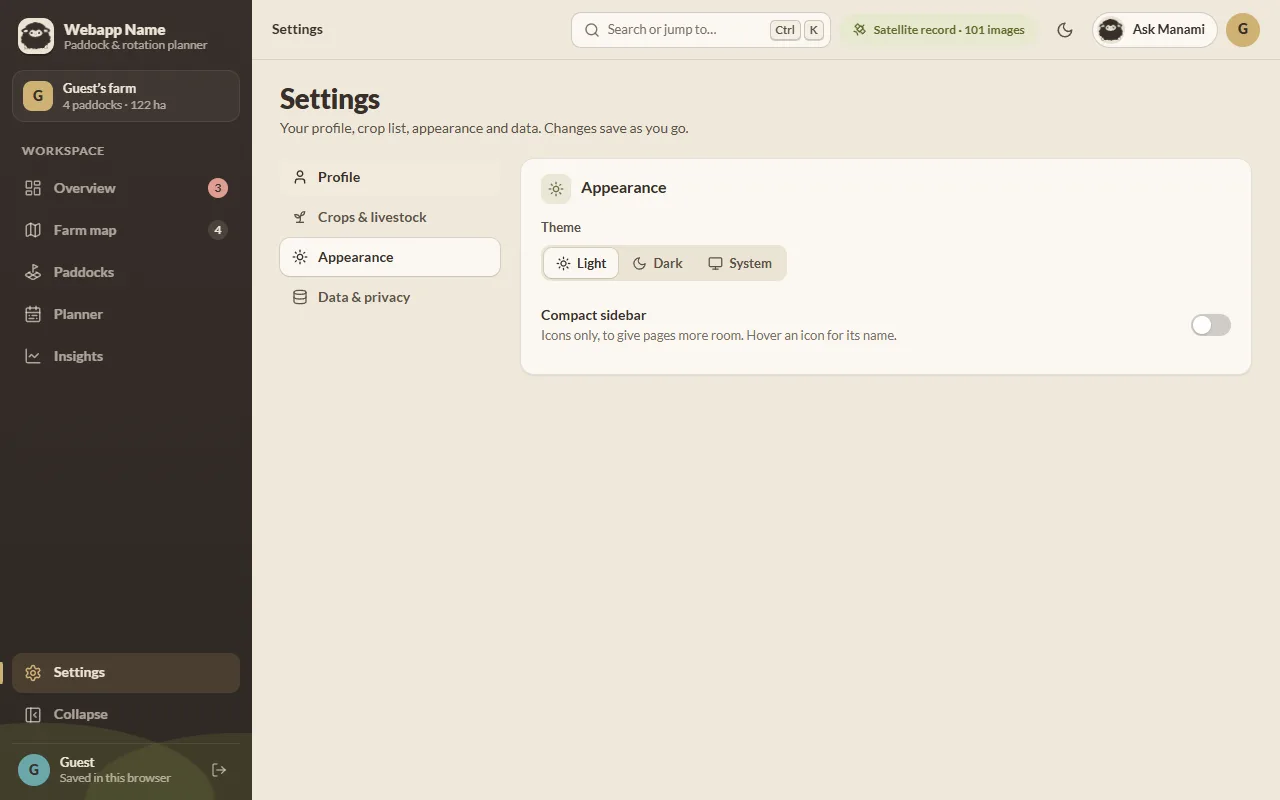 Webapp Name
Paddock & rotation planner
G
Guest's farm
4 paddocks · 122 ha
WORKSPACE
Overview 3
Farm map 4
Paddocks
Planner
Insights
Settings
Collapse
G
Guest
Saved in this browser
Settings
Search or jump to... Ctrl K
Satellite record · 101 images
Ask Manami
G
Settings
Your profile, crop list, appearance and data. Changes save as you go.
Profile
Crops & livestock
Appearance
Data & privacy
Appearance
Theme
Light Dark System
Compact sidebar
Icons only, to give pages more room. Hover an icon for its name.